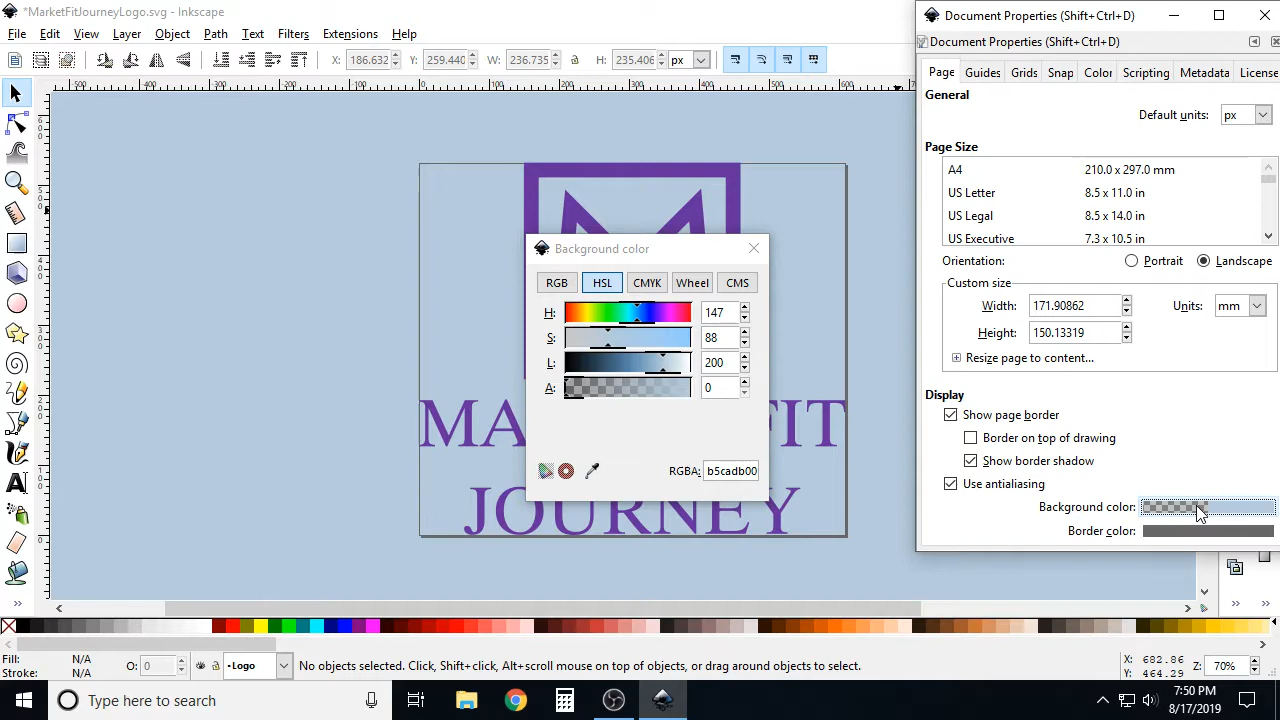 *MarketFitJourneyLogo.svg - Inkscape
File Edit View Layer Object Path Text Filters Extensions Help
X: 186.632 Y: 259.440 W: 236.735 H: 235.406 px
Document Properties (Shift+Ctrl+D)
Document Properties (Shift+Ctrl+D)
Page Guides Grids Snap Color Scripting Metadata License
General
Default units: px
Page Size
A4 210.0 x 297.0 mm
US Letter 8.5 x 11.0 in
US Legal 8.5 x 14.0 in
US Executive 7.3 x 10.5 in
Orientation: Portrait Landscape
Custom size
Width: 171.90862 Units: mm
Height: 150.13319
Resize page to content...
Display
Show page border
Border on top of drawing
Show border shadow
Use antialiasing
Background color:
Border color:
Background color
RGB HSL CMYK Wheel CMS
H: 147
S: 88
L: 200
A: 0
RGBA: b5cadb00
MA FIT
JOURNEY
Fill: N/A
Stroke: N/A
O: 0
•Logo
No objects selected. Click, Shift+click, Alt+scroll mouse on top of objects, or drag around objects to select.
X: 682.86
Y: 464.29
Z: 70%
Type here to search
7:50 PM
8/17/2019